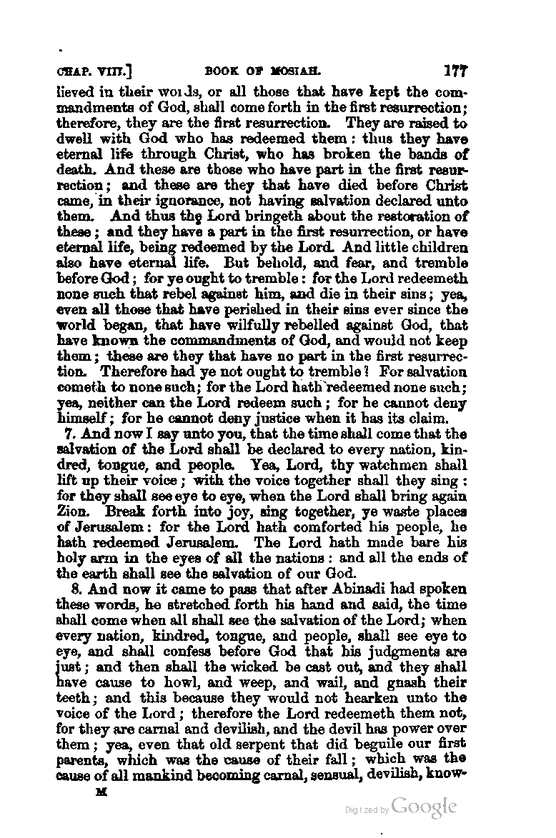 CHAP. VIII.] BOOK OF MOSIAH. 177
lieved in their words, or all those that have kept the com-
mandments of God, shall come forth in the first resurrection;
therefore, they are the first resurrection. They are raised to
dwell with God who has redeemed them : thus they have
eternal life through Christ, who has broken the bands of
death. And these are those who have part in the first resur-
rection; and these are they that have died before Christ
came, in their ignorance, not having salvation declared unto
them. And thus the Lord bringeth about the restoration of
these ; and they have a part in the first resurrection, or have
eternal life, being redeemed by the Lord. And little children
also have eternal life. But behold, and fear, and tremble
before God ; for ye ought to tremble : for the Lord redeemeth
none such that rebel against him, and die in their sins ; yea,
even all those that have perished in their sins ever since the
world began, that have wilfully rebelled against God, that
have known the commandments of God, and would not keep
them ; these are they that have no part in the first resurrec-
tion. Therefore had ye not ought to tremble? For salvation
cometh to none such; for the Lord hath redeemed none such;
yea, neither can the Lord redeem such ; for he cannot deny
himself ; for he cannot deny justice when it has its claim.
7. And now I say unto you, that the time shall come that the
salvation of the Lord shall be declared to every nation, kin-
dred, tongue, and people. Yea, Lord, thy watchmen shall
lift up their voice ; with the voice together shall they sing :
for they shall see eye to eye, when the Lord shall bring again
Zion. Break forth into joy, sing together, ye waste places
of Jerusalem : for the Lord hath comforted his people, he
hath redeemed Jerusalem. The Lord hath made bare his
holy arm in the eyes of all the nations : and all the ends of
the earth shall see the salvation of our God.
8. And now it came to pass that after Abinadi had spoken
these words, he stretched forth his hand and said, the time
shall come when all shall see the salvation of the Lord; when
every nation, kindred, tongue, and people, shall see eye to
eye, and shall confess before God that his judgments are
just ; and then shall the wicked be cast out, and they shall
have cause to howl, and weep, and wail, and gnash their
teeth; and this because they would not hearken unto the
voice of the Lord ; therefore the Lord redeemeth them not,
for they are carnal and devilish, and the devil has power over
them ; yea, even that old serpent that did beguile our first
parents, which was the cause of their fall ; which was the
cause of all mankind becoming carnal, sensual, devilish, know-
M
Digitized by Google